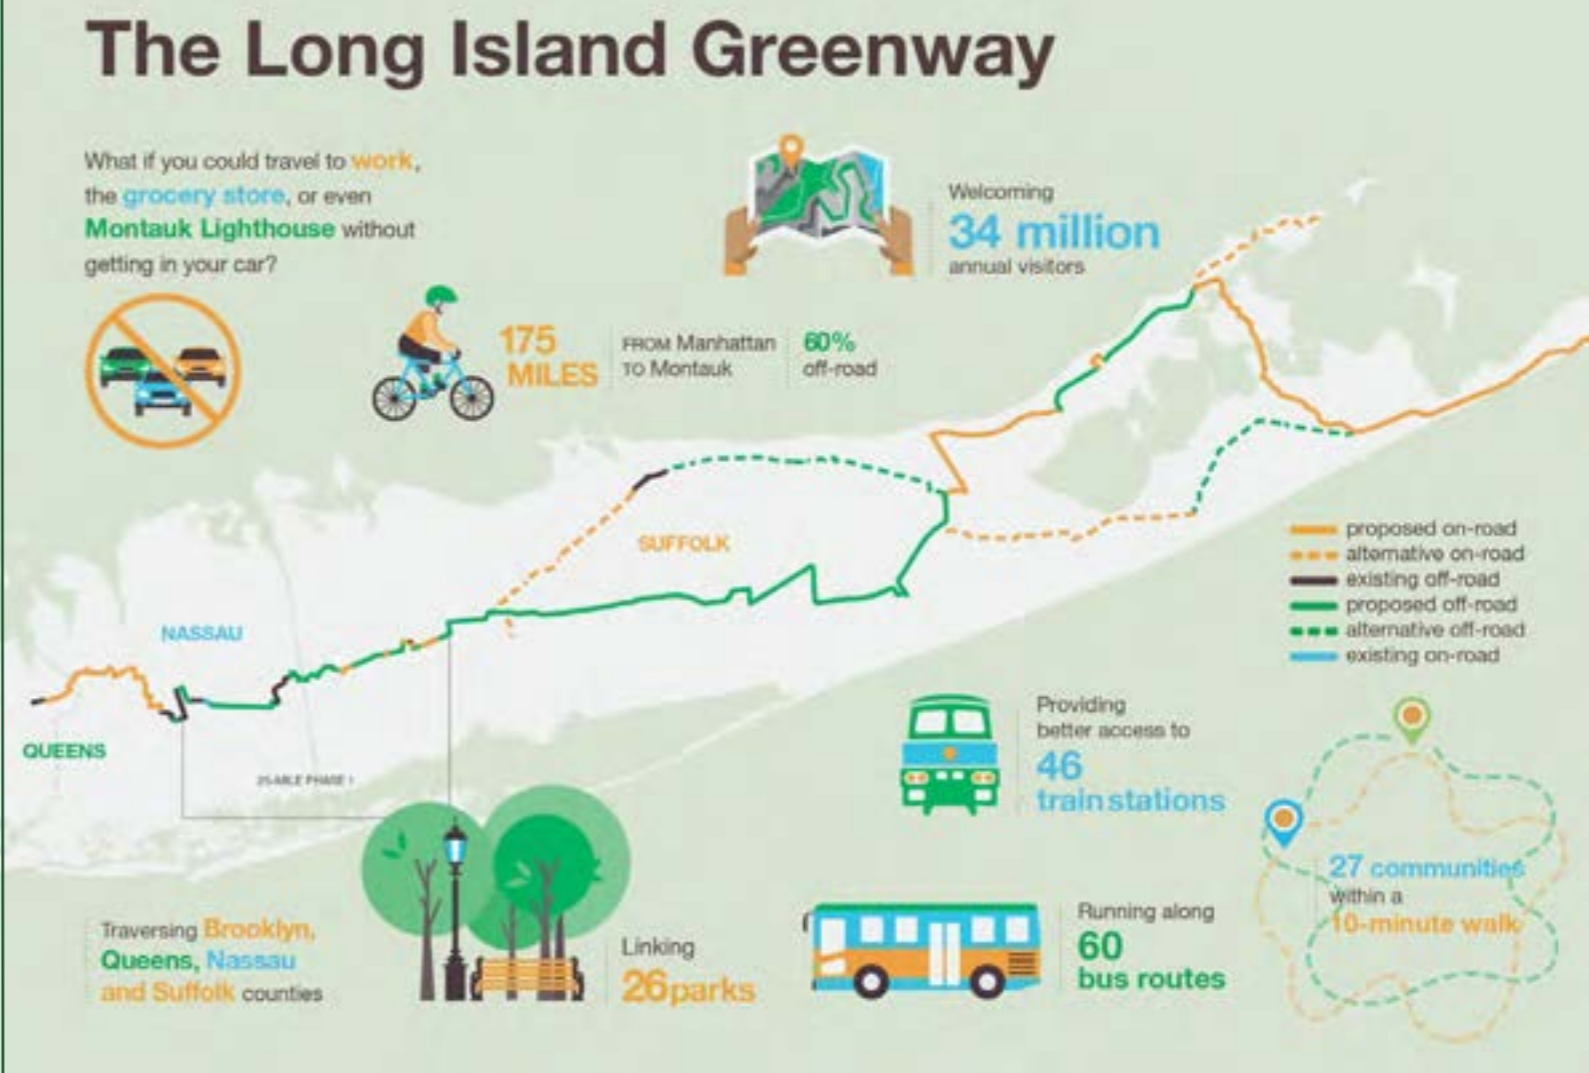 The Long Island Greenway
What if you could travel to work,
the grocery store, or even
Montauk Lighthouse without
getting in your car?
175
MILES
FROM Manhattan
TO Montauk
60%
off-road
Welcoming
34 million
annual visitors
SUFFOLK
NASSAU
QUEENS
25-MILE PHASE 1
proposed on-road
alternative on-road
existing off-road
proposed off-road
alternative off-road
existing on-road
Providing
better access to
46
train stations
27 communities
within a
10-minute walk
Traversing Brooklyn,
Queens, Nassau
and Suffolk counties
Linking
26 parks
Running along
60
bus routes